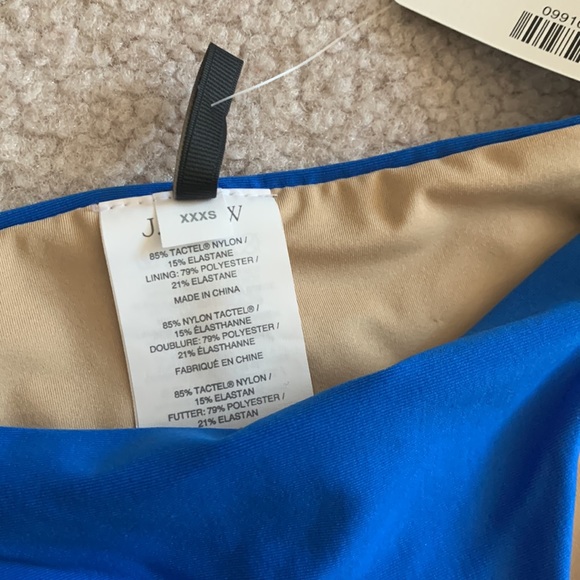 09910
XXXS
J. W
85% TACTEL® NYLON /
15% ELASTANE
LINING: 79% POLYESTER /
21% ELASTANE
MADE IN CHINA
85% NYLON TACTEL® /
15% ÉLASTHANNE
DOUBLURE: 79% POLYESTER /
21% ÉLASTHANNE
FABRIQUÉ EN CHINE
85% TACTEL® NYLON /
15% ELASTAN
FUTTER: 79% POLYESTER /
21% ELASTAN